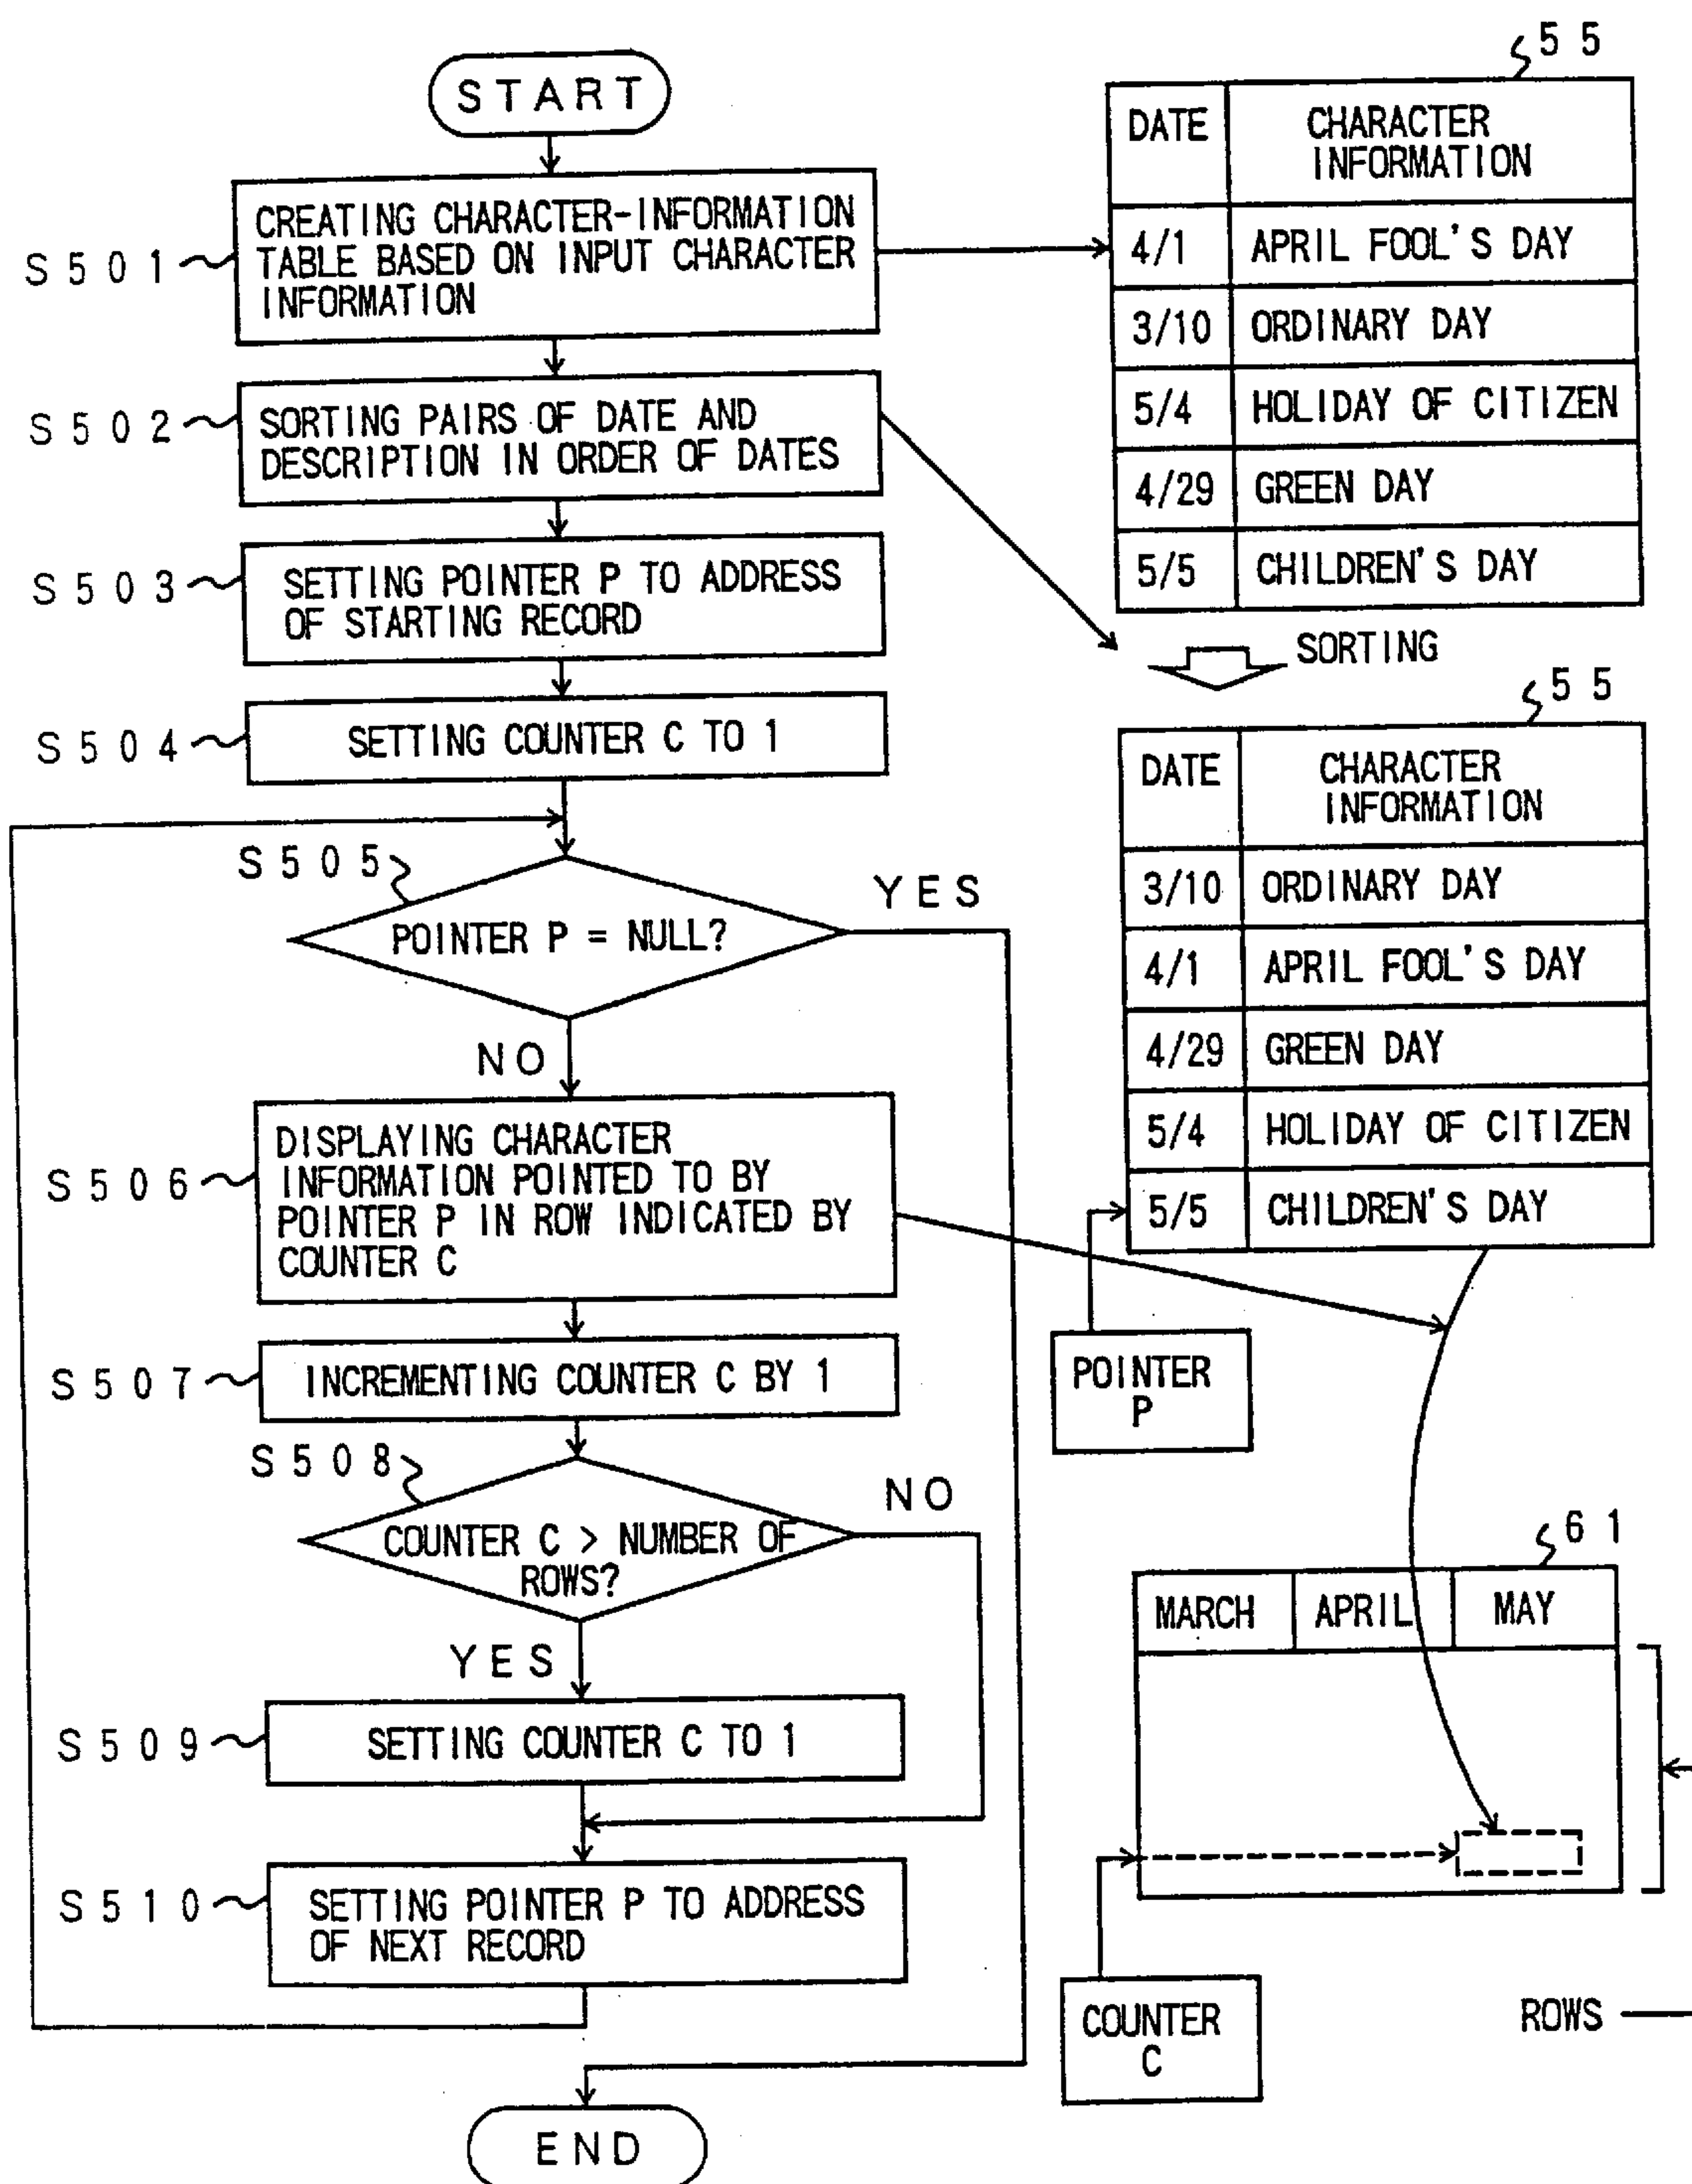 START
S501
CREATING CHARACTER-INFORMATION
TABLE BASED ON INPUT CHARACTER
INFORMATION
S502
SORTING PAIRS OF DATE AND
DESCRIPTION IN ORDER OF DATES
S503
SETTING POINTER P TO ADDRESS
OF STARTING RECORD
S504
SETTING COUNTER C TO 1
S505
POINTER P = NULL?
YES
NO
S506
DISPLAYING CHARACTER
INFORMATION POINTED TO BY
POINTER P IN ROW INDICATED BY
COUNTER C
S507
INCREMENTING COUNTER C BY 1
S508
COUNTER C > NUMBER OF
ROWS?
NO
YES
S509
SETTING COUNTER C TO 1
S510
SETTING POINTER P TO ADDRESS
OF NEXT RECORD
END
55
DATE
CHARACTER
INFORMATION
4/1 APRIL FOOL'S DAY
3/10 ORDINARY DAY
5/4 HOLIDAY OF CITIZEN
4/29 GREEN DAY
5/5 CHILDREN'S DAY
SORTING
55
DATE
CHARACTER
INFORMATION
3/10 ORDINARY DAY
4/1 APRIL FOOL'S DAY
4/29 GREEN DAY
5/4 HOLIDAY OF CITIZEN
5/5 CHILDREN'S DAY
POINTER
P
61
MARCH APRIL MAY
COUNTER
C
ROWS